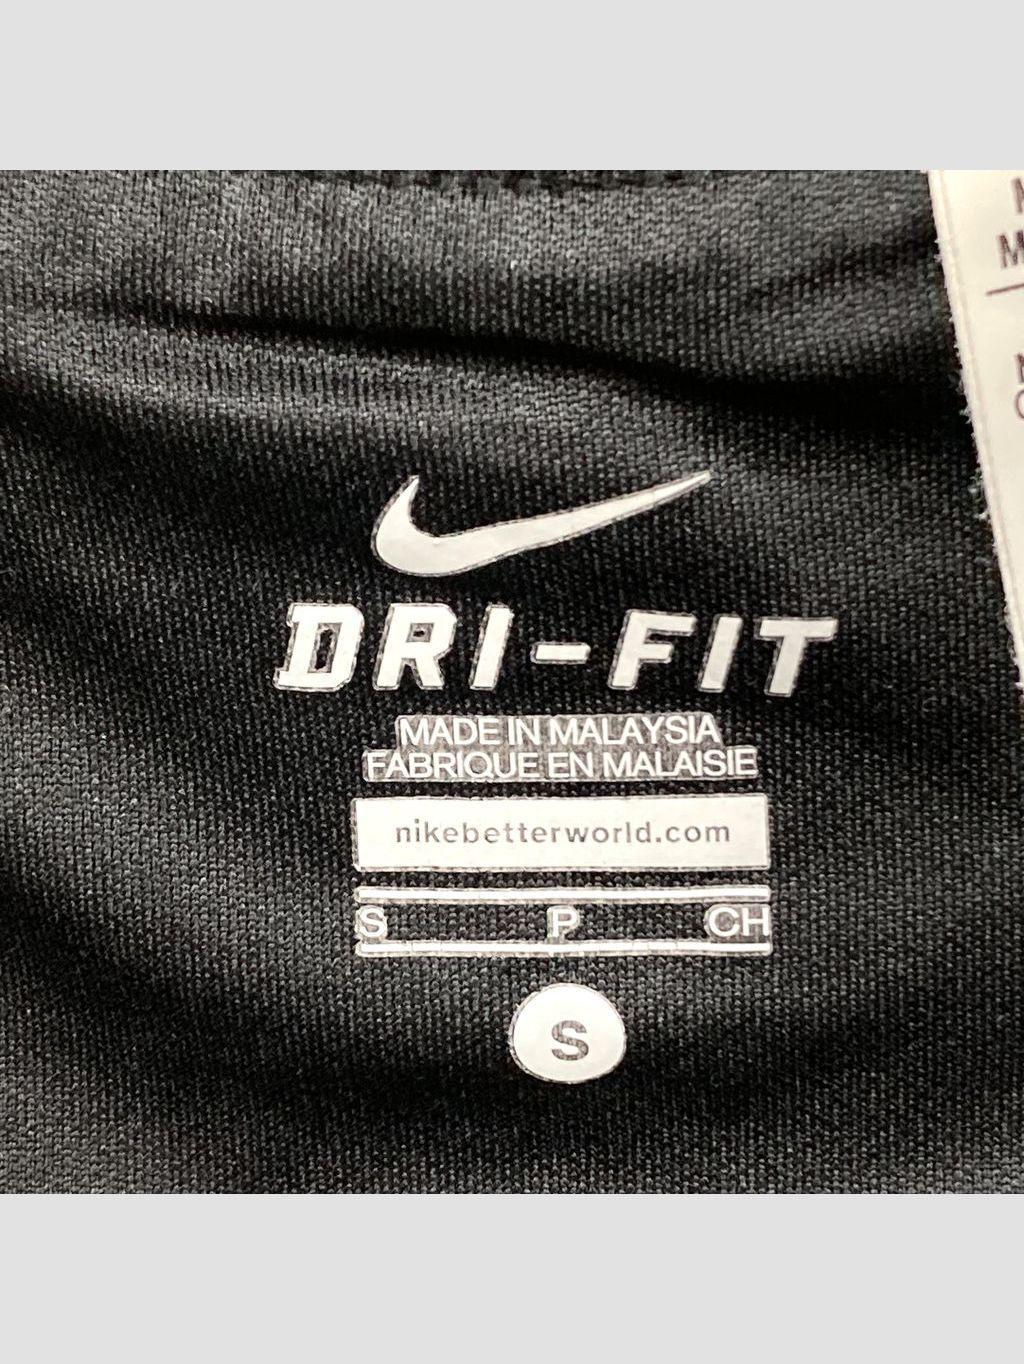 DRI-FIT
MADE IN MALAYSIA
FABRIQUE EN MALAISIE
nikebetterworld.com
S P CH
S